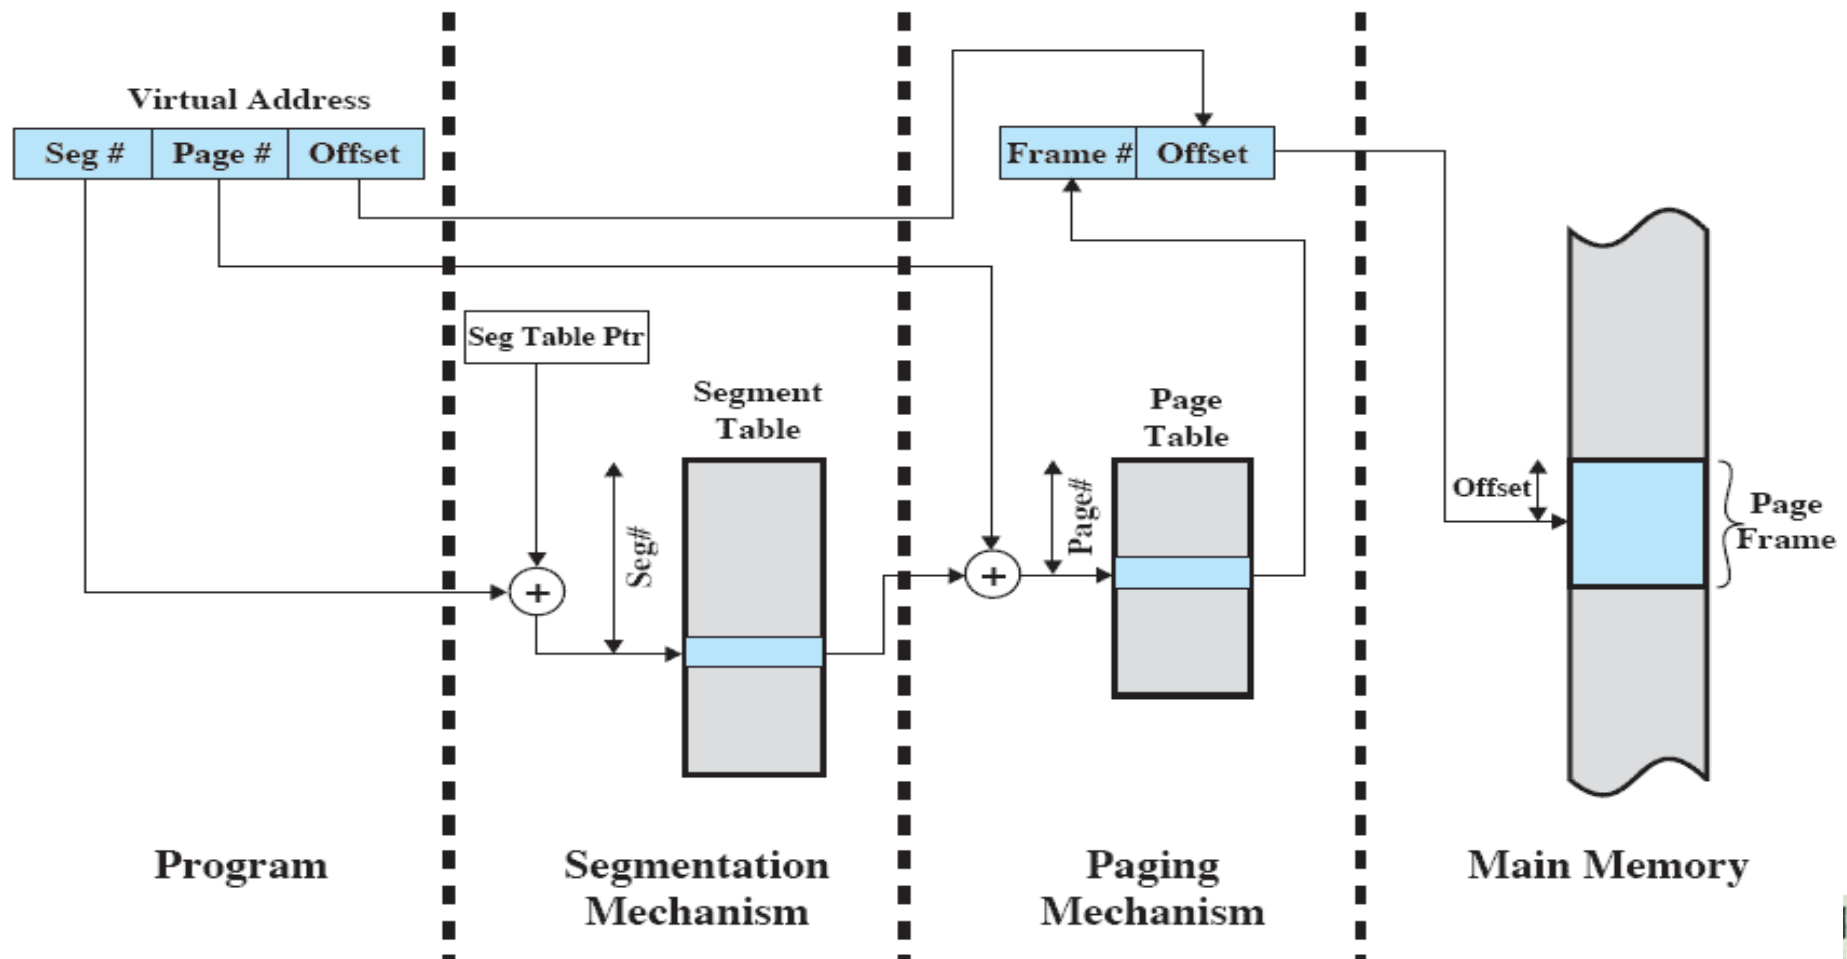 Virtual Address
Seg # Page # Offset
Frame # Offset
Seg Table Ptr
Segment
Table
Page
Table
Seg#
Page#
+
+
Offset
Page
Frame
Program
Segmentation
Mechanism
Paging
Mechanism
Main Memory